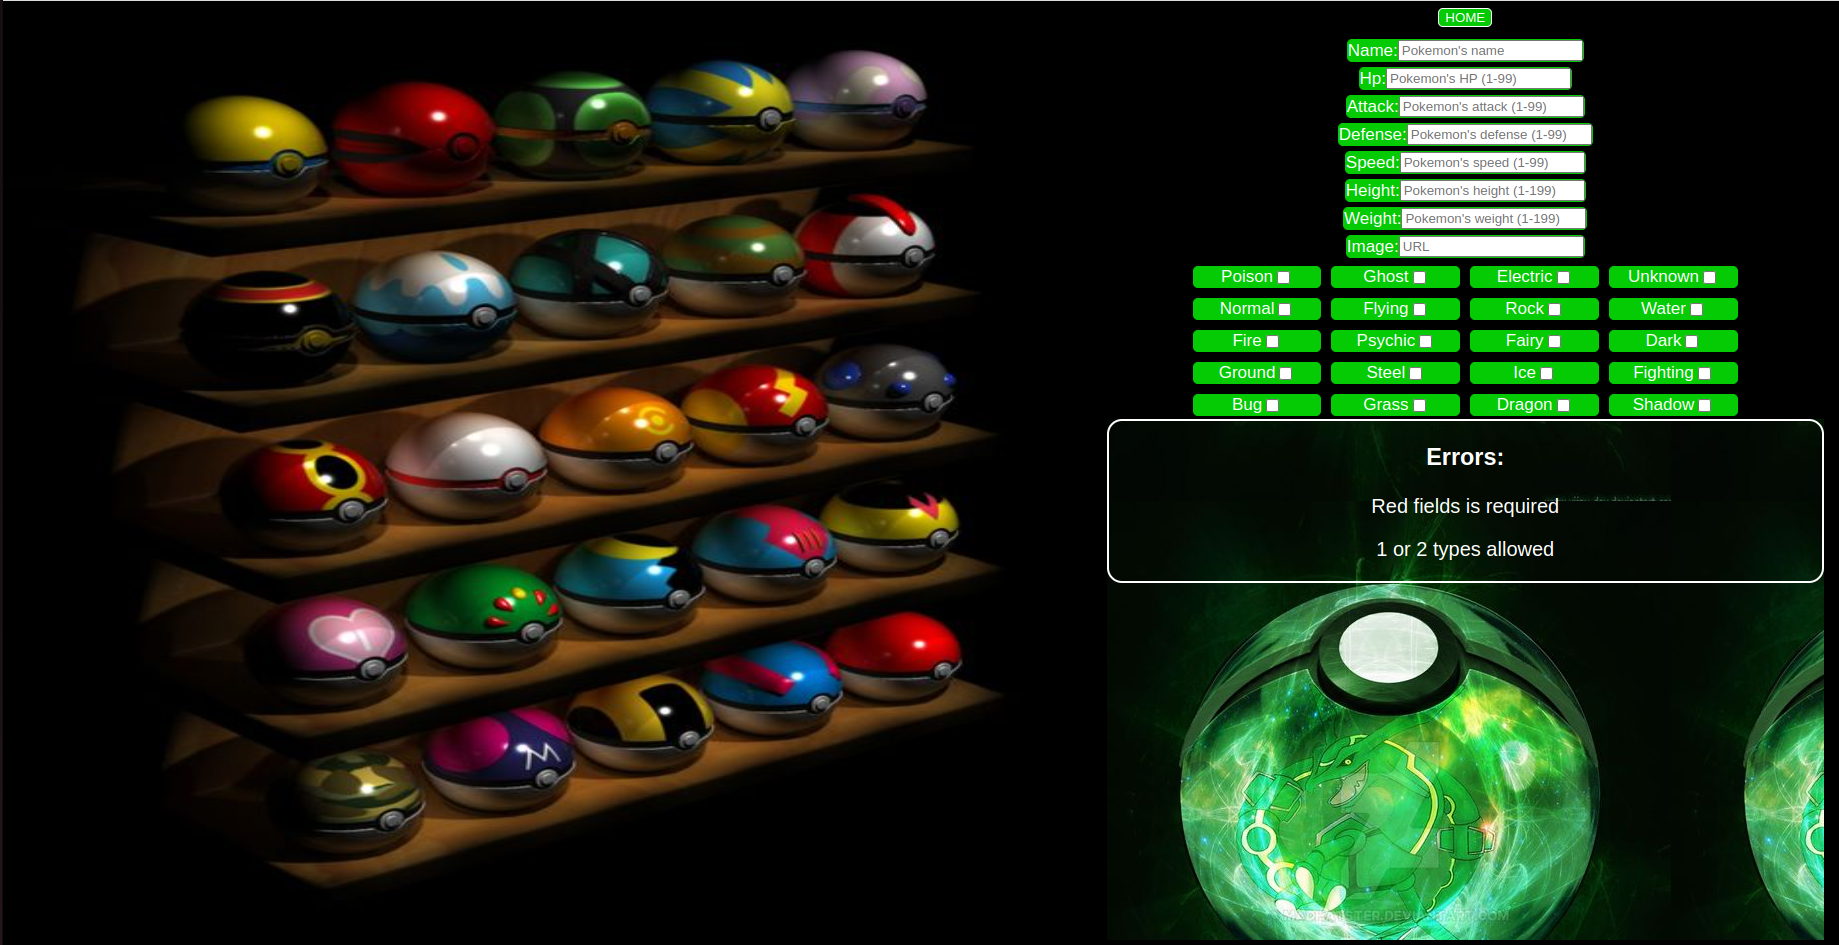 HOME
Name: Pokemon's name
Hp: Pokemon's HP (1-99)
Attack: Pokemon's attack (1-99)
Defense: Pokemon's defense (1-99)
Speed: Pokemon's speed (1-99)
Height: Pokemon's height (1-199)
Weight: Pokemon's weight (1-199)
Image: URL
Poison Ghost Electric Unknown
Normal Flying Rock Water
Fire Psychic Fairy Dark
Ground Steel Ice Fighting
Bug Grass Dragon Shadow
Errors:
Red fields is required
1 or 2 types allowed